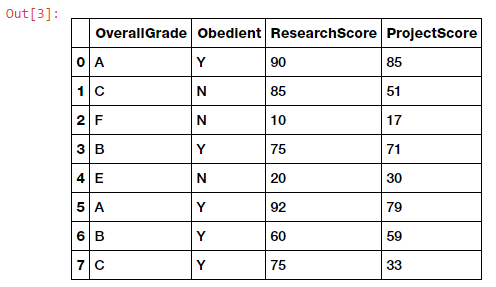 Out[3]:
OverallGrade Obedient ResearchScore ProjectScore
0 A Y 90 85
1 C N 85 51
2 F N 10 17
3 B Y 75 71
4 E N 20 30
5 A Y 92 79
6 B Y 60 59
7 C Y 75 33